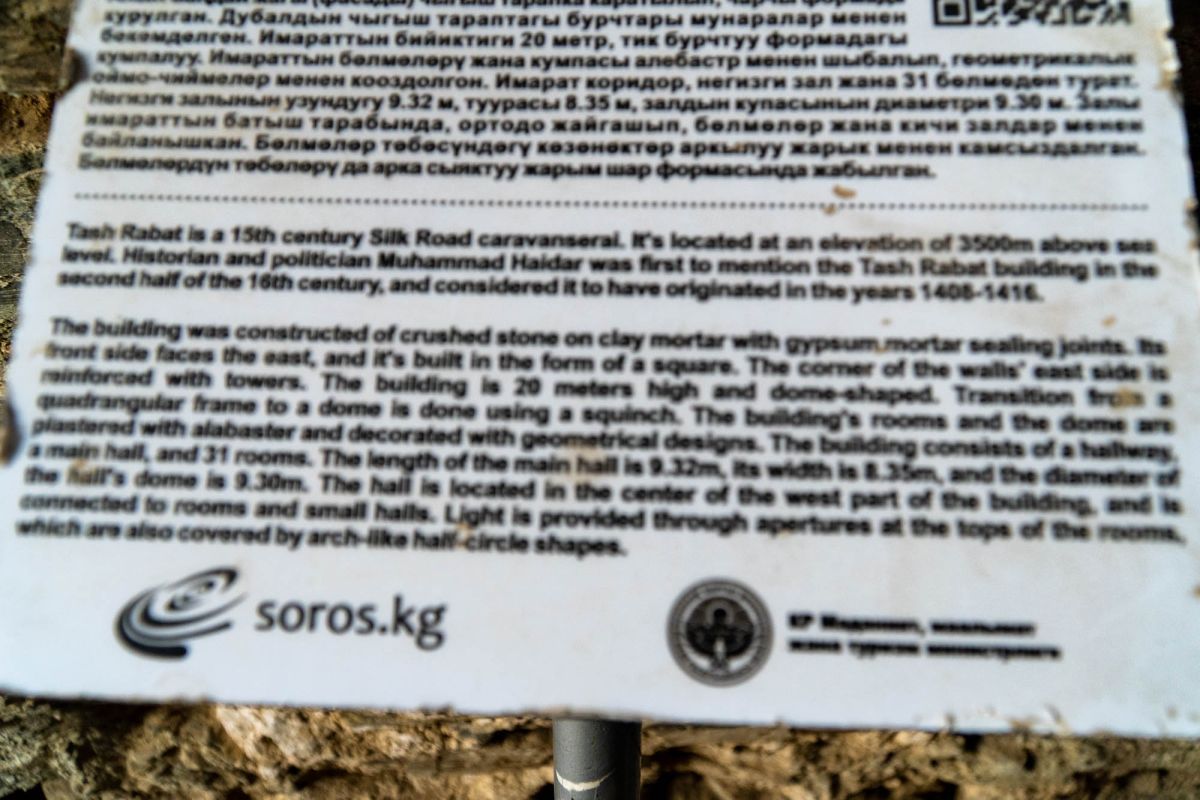 курулган. Дубалдын чыгыш тараптагы бурчтары мунаралар менен
бекемделген. Имараттын бийиктиги 20 метр, тик бурчтуу формадагы
кумпалуу. Имараттын бөлмөлөрү жана кумпасы алебастр менен шыбалып, геометрикалык
оймо-чиймелер менен кооздолгон. Имарат коридор, негизги зал жана 31 бөлмөдөн турат.
Негизги залынын узундугу 9.32 м, туурасы 8.35 м, залдын купасынын диаметри 9.30 м. Залы
имараттын батыш тарабында, ортодо жайгашып, бөлмөлөр жана кичи залдар менен
байланышкан. Бөлмөлөр төбөсүндөгү көзөнөктөр аркылуу жарык менен камсыздалган.
Бөлмөлөрдүн төбөлөрү да арка сыяктуу жарым шар формасында жабылган.
Tash Rabat is a 15th century Silk Road caravanserai. It's located at an elevation of 3500m above sea
level. Historian and politician Muhammad Haidar was first to mention the Tash Rabat building in the
second half of the 16th century, and considered it to have originated in the years 1408-1416.
The building was constructed of crushed stone on clay mortar with gypsum mortar sealing joints. Its
front side faces the east, and it's built in the form of a square. The corner of the walls' east side is
reinforced with towers. The building is 20 meters high and dome-shaped. Transition from a
quadrangular frame to a dome is done using a squinch. The building's rooms and the dome are
plastered with alabaster and decorated with geometrical designs. The building consists of a hallway,
a main hall, and 31 rooms. The length of the main hall is 9.32m, its width is 8.35m, and the diameter of
the hall's dome is 9.30m. The hall is located in the center of the west part of the building, and is
connected to rooms and small halls. Light is provided through apertures at the tops of the rooms,
which are also covered by arch-like half-circle shapes.
soros.kg
КР Маданият, маалымат
жана туризм министрлиги